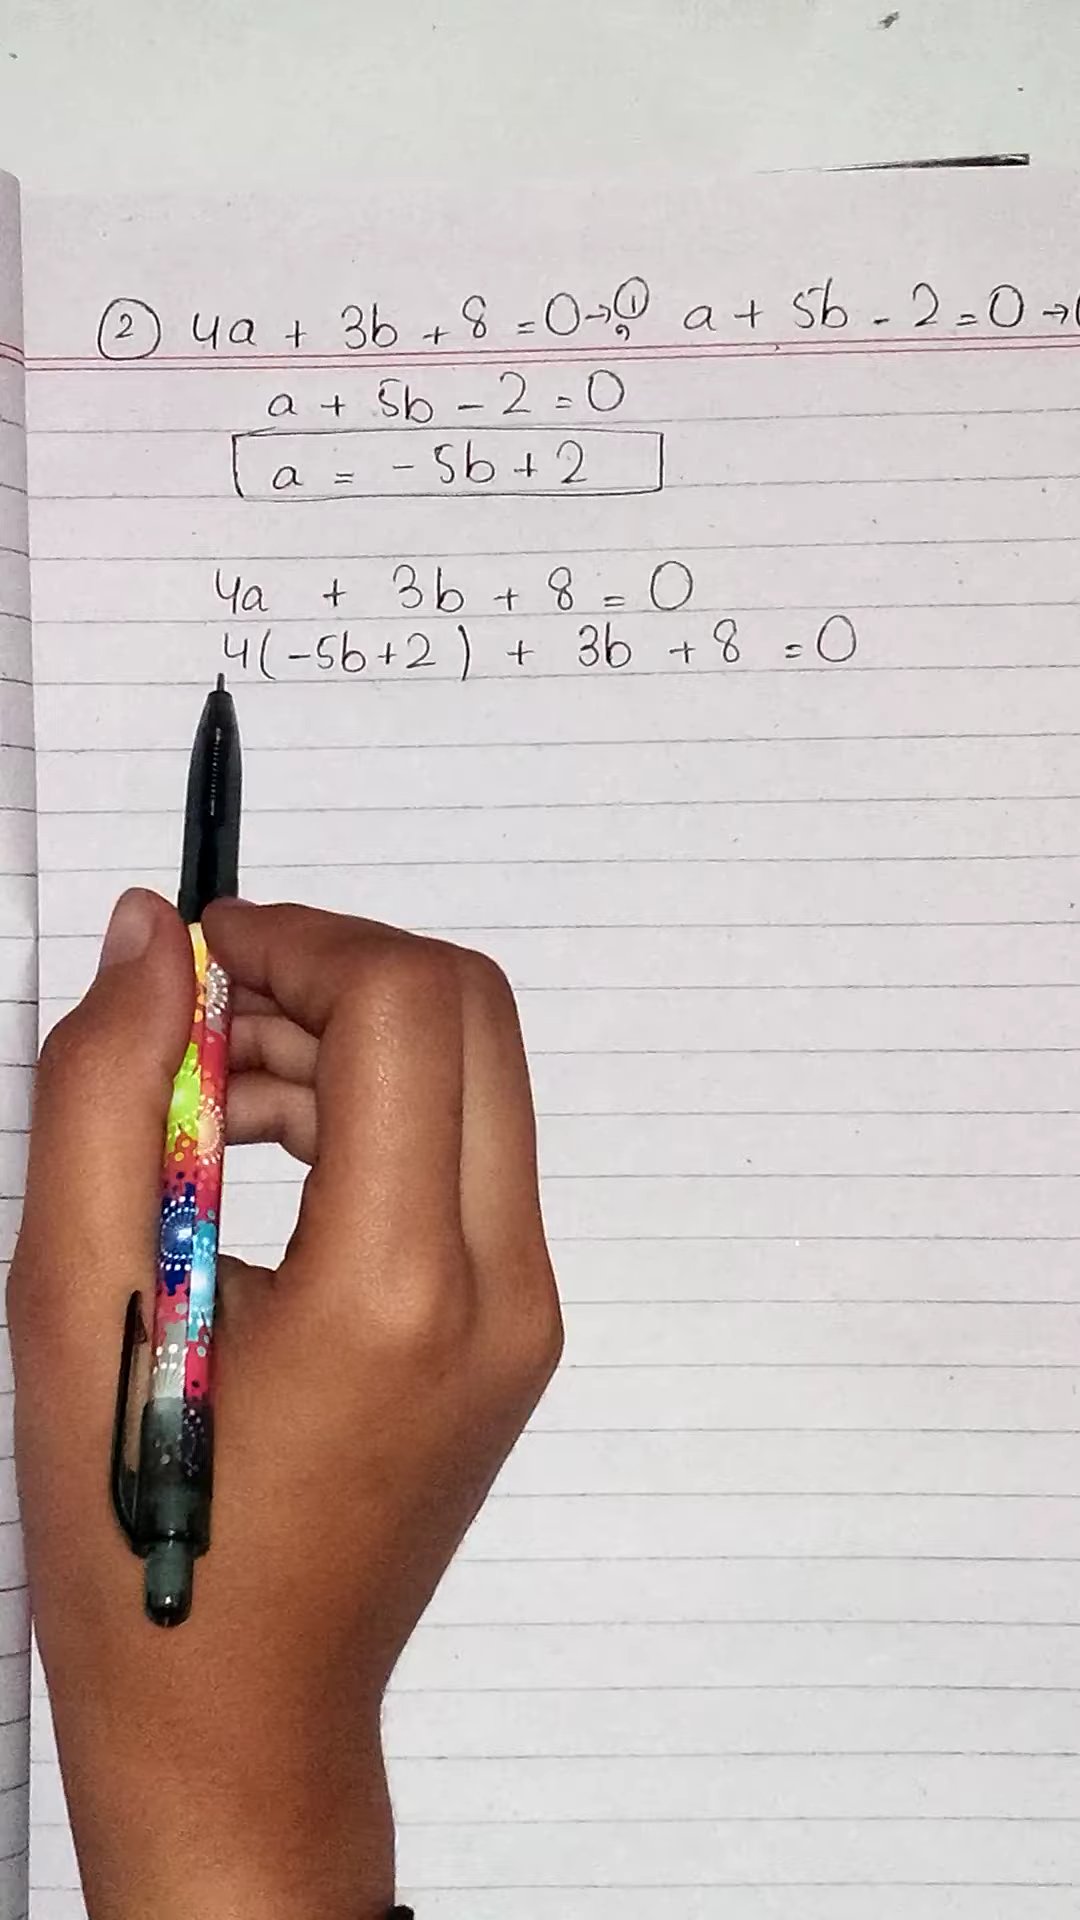 ② 4a + 3b + 8 = 0 → ①, a + 5b - 2 = 0 →
a + 5b - 2 = 0
a = - 5b + 2
4a + 3b + 8 = 0
4(-5b+2) + 3b + 8 = 0